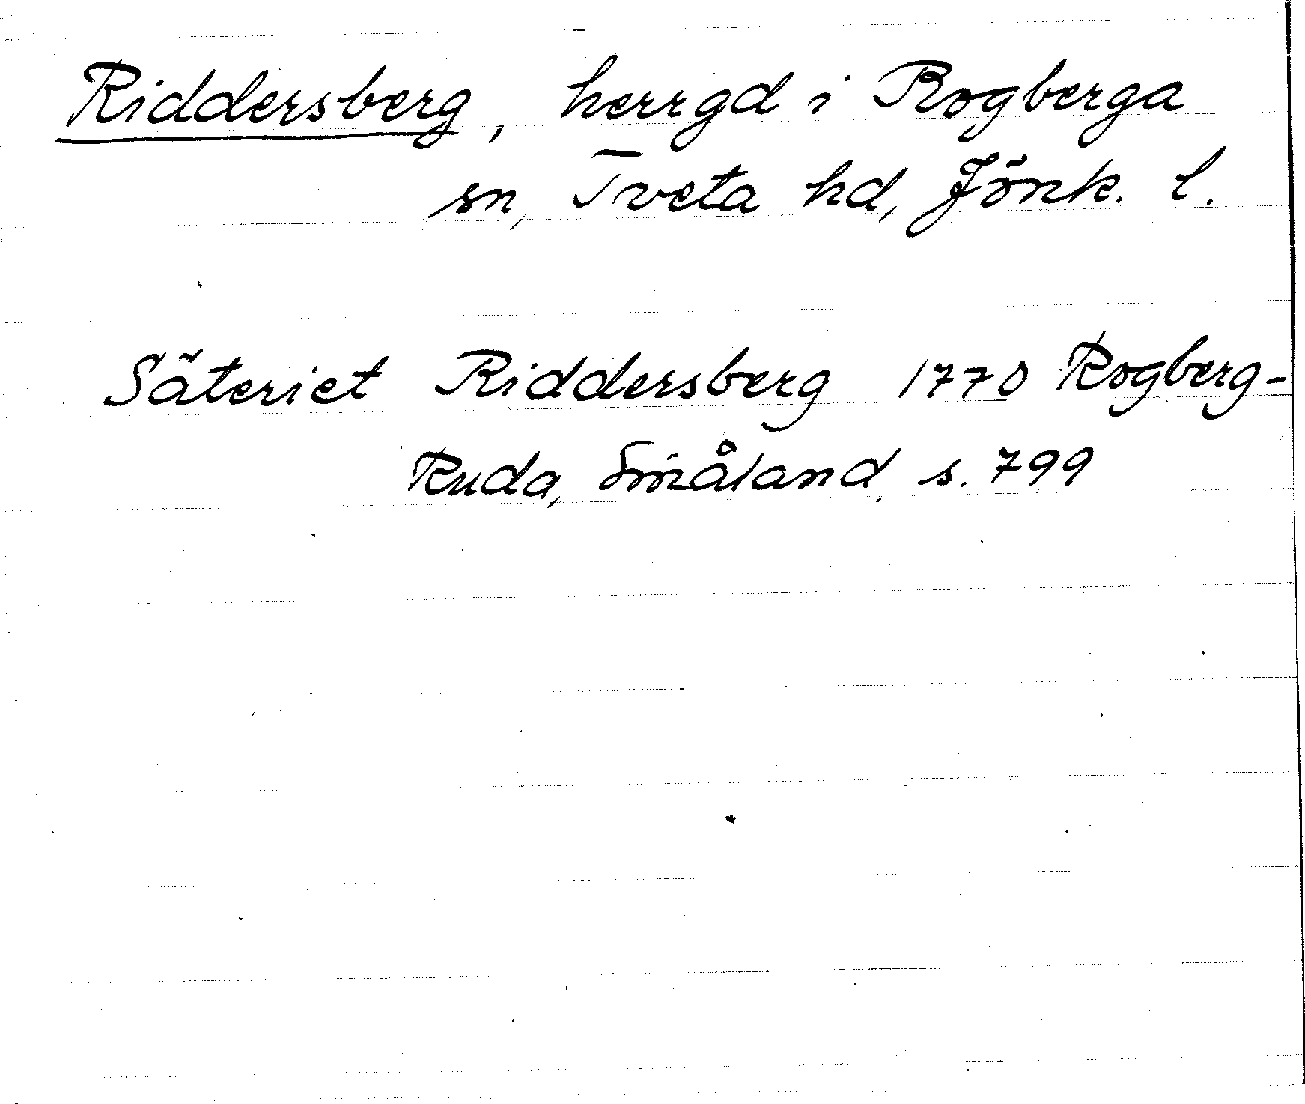 Riddersberg, herrgd i Rogberga
sn, Tveta hd, Jönk. l.
Säteriet Riddersberg 1770 Rogberg-
Ruda, Småland, s. 799